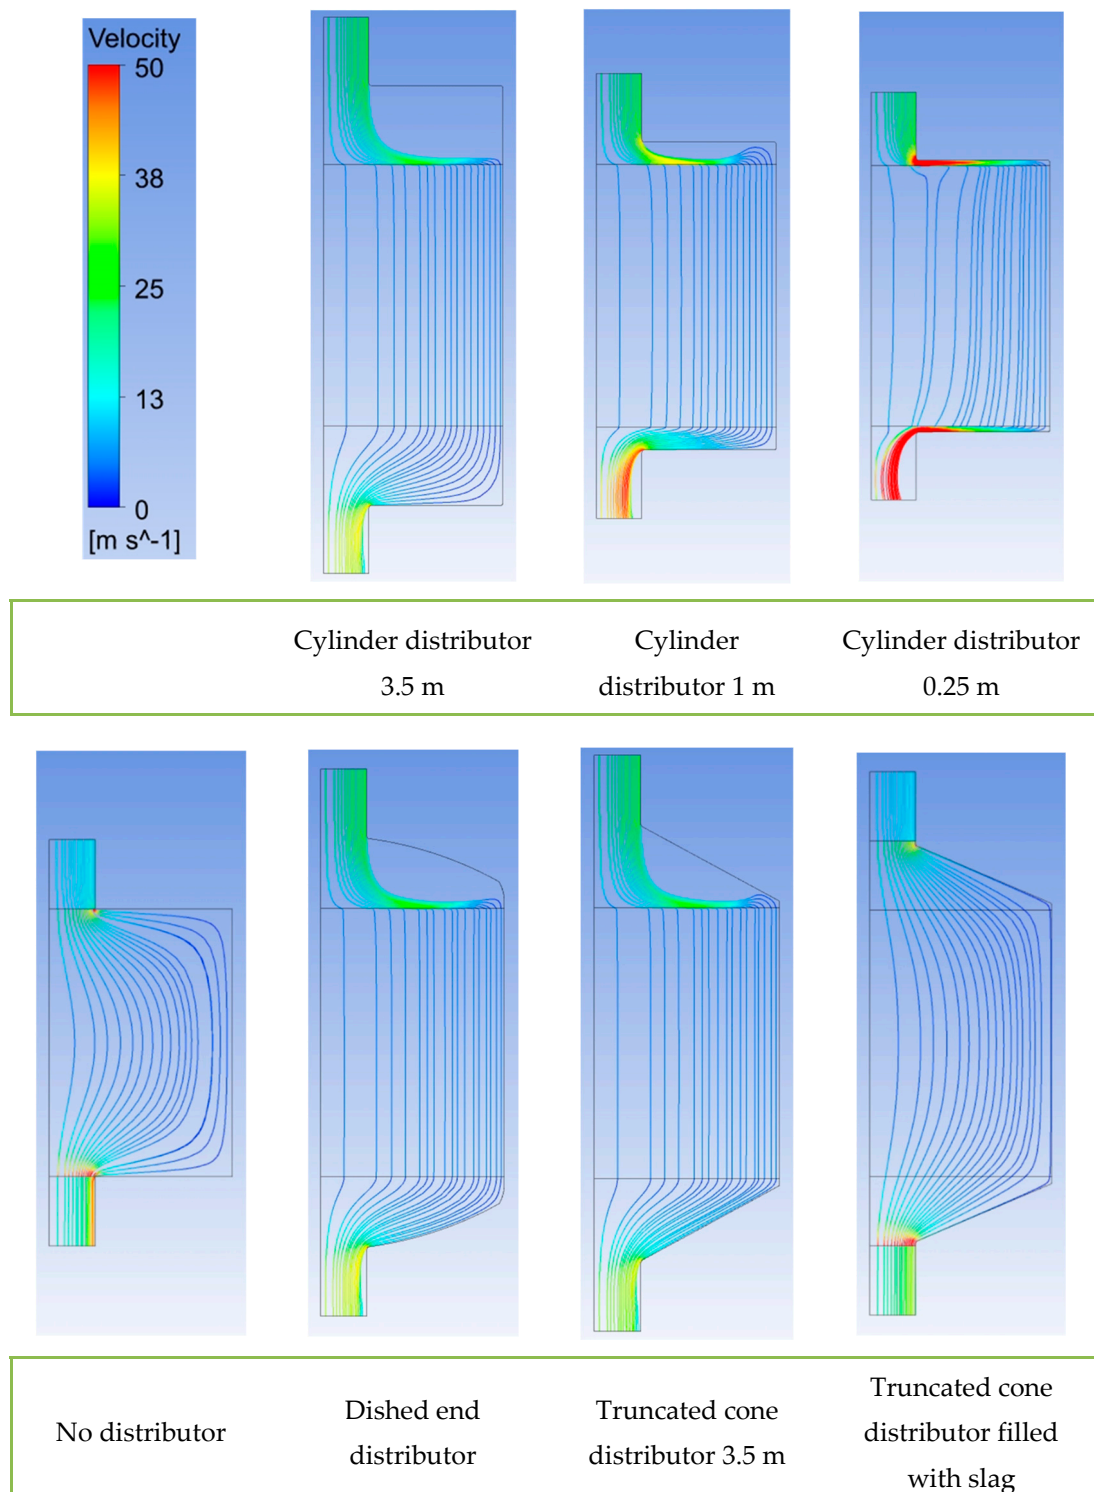 Velocity
50
38
25
13
0
[m s^-1]
Cylinder distributor
3.5 m
Cylinder
distributor 1 m
Cylinder distributor
0.25 m
No distributor
Dished end
distributor
Truncated cone
distributor 3.5 m
Truncated cone
distributor filled
with slag